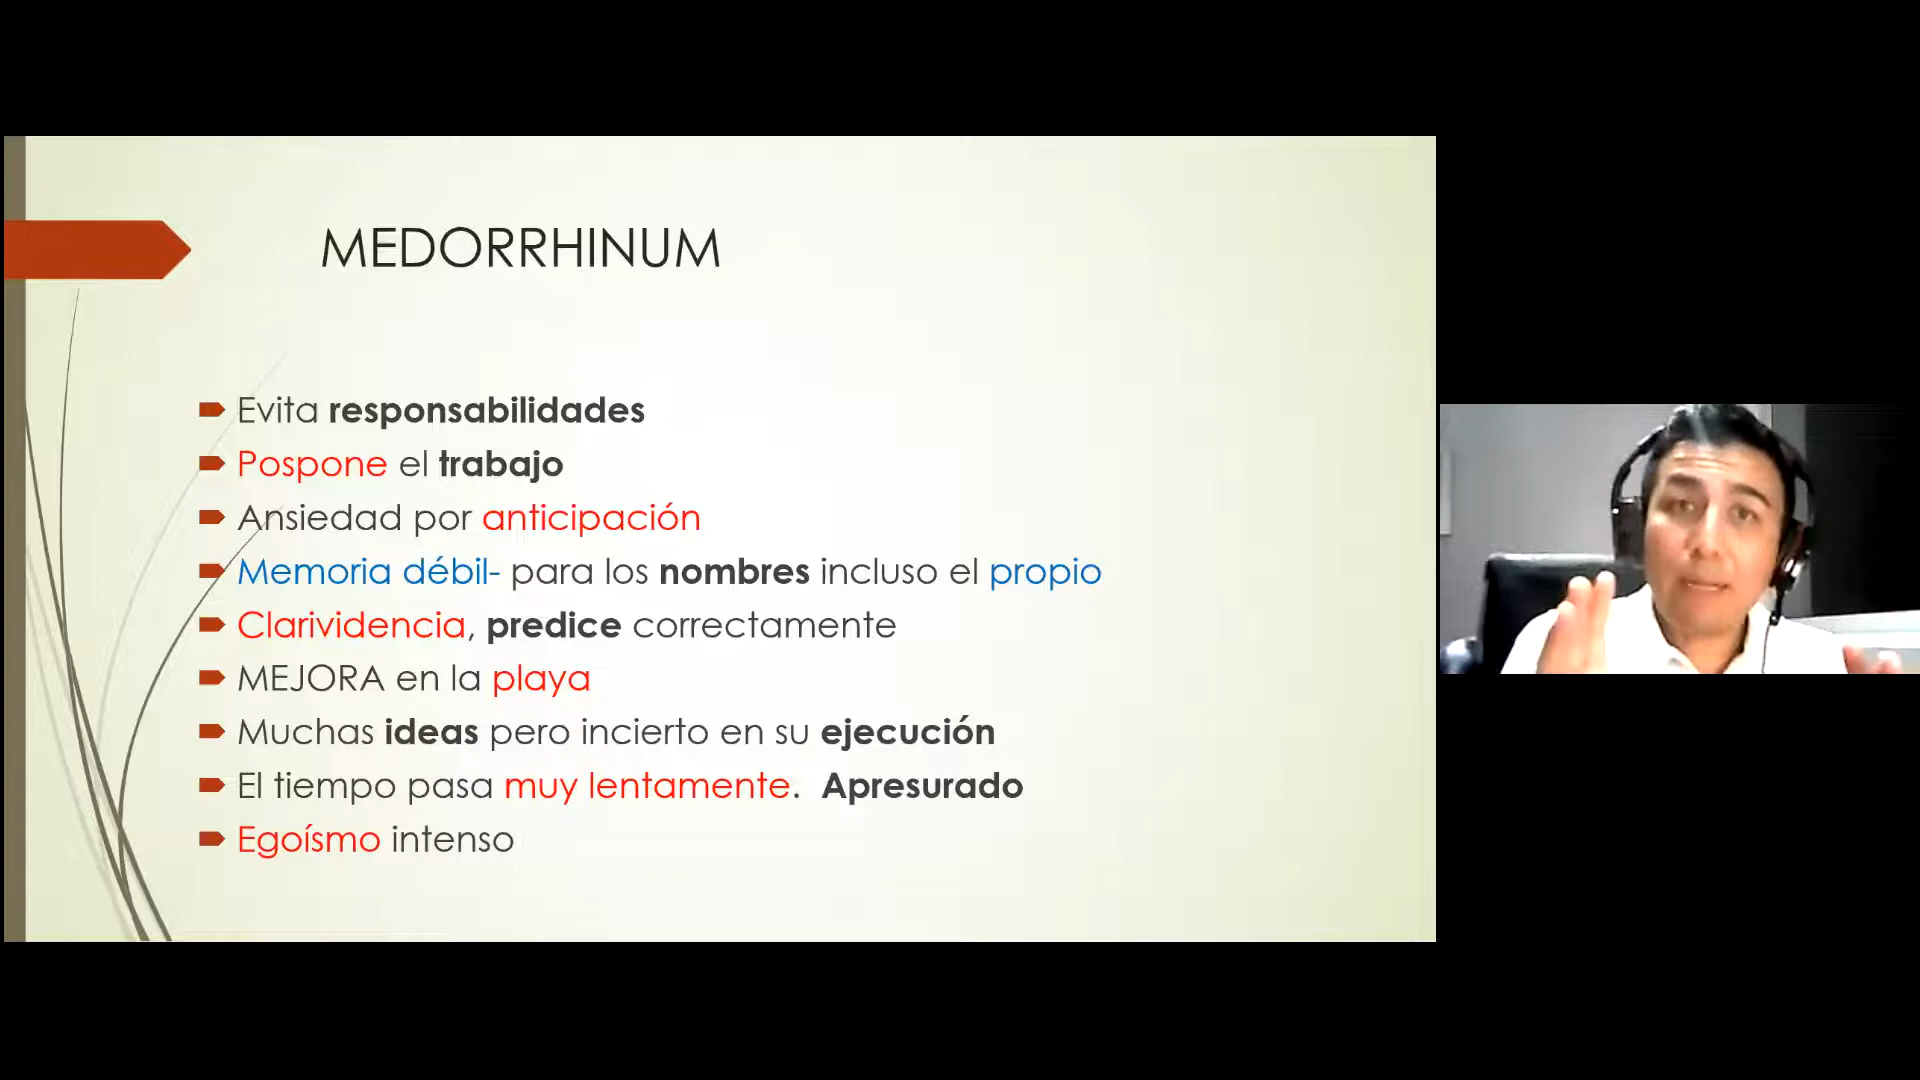 MEDORRHINUM
Evita responsabilidades
Pospone el trabajo
Ansiedad por anticipación
Memoria débil- para los nombres incluso el propio
Clarividencia, predice correctamente
MEJORA en la playa
Muchas ideas pero incierto en su ejecución
El tiempo pasa muy lentamente. Apresurado
Egoísmo intenso